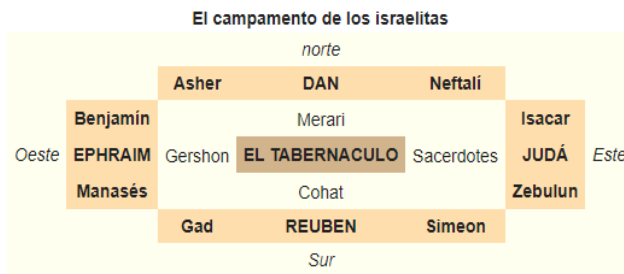 El campamento de los israelitas
norte
Asher DAN Neftalí
Benjamín Merari Isacar
Oeste EPHRAIM Gershon EL TABERNACULO Sacerdotes JUDÁ Este
Manasés Cohat Zebulun
Gad REUBEN Simeon
Sur